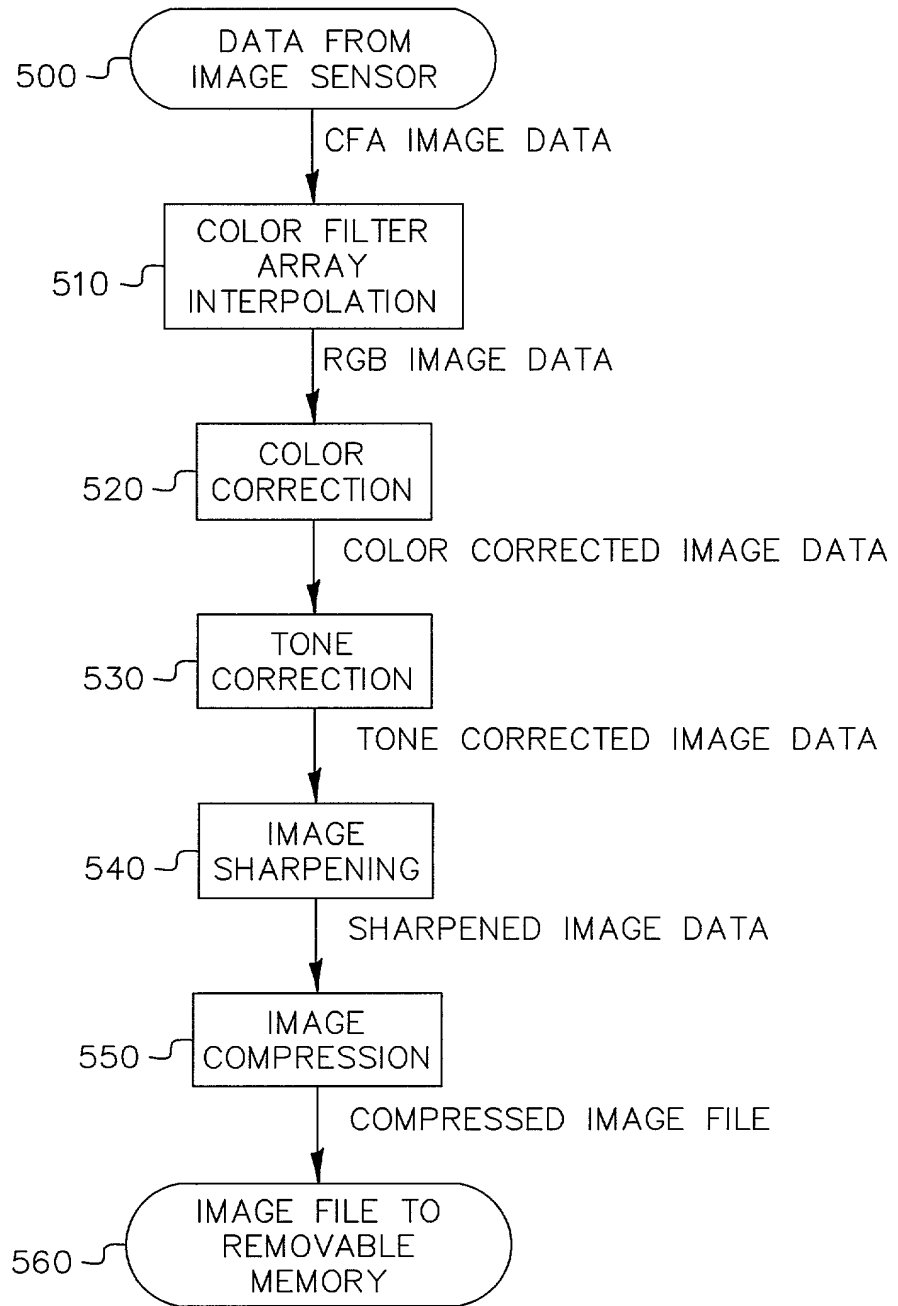 DATA FROM
IMAGE SENSOR
500
CFA IMAGE DATA
COLOR FILTER
ARRAY
INTERPOLATION
510
RGB IMAGE DATA
COLOR
CORRECTION
520
COLOR CORRECTED IMAGE DATA
TONE
CORRECTION
530
TONE CORRECTED IMAGE DATA
IMAGE
SHARPENING
540
SHARPENED IMAGE DATA
IMAGE
COMPRESSION
550
COMPRESSED IMAGE FILE
IMAGE FILE TO
REMOVABLE
MEMORY
560